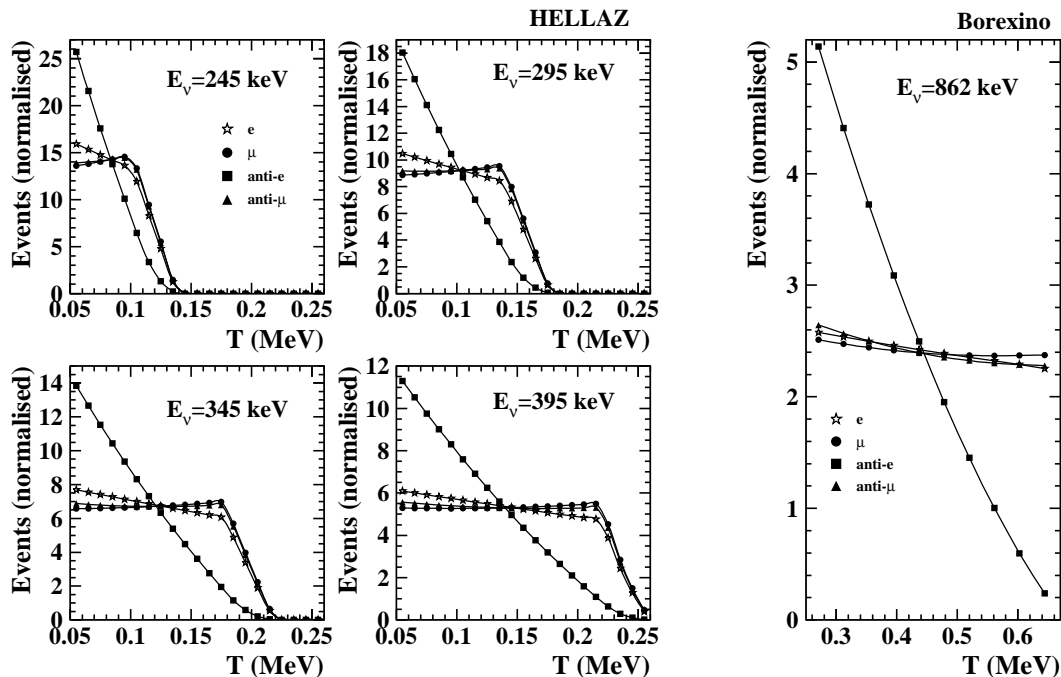 HELLAZ
Borexino
Events (normalised)
25
20
15
10
5
0
E_ν=245 keV
e
μ
anti-e
anti-μ
0.05 0.1 0.15 0.2 0.25
T (MeV)
Events (normalised)
18
16
14
12
10
8
6
4
2
0
E_ν=295 keV
0.05 0.1 0.15 0.2 0.25
T (MeV)
Events (normalised)
14
12
10
8
6
4
2
0
E_ν=345 keV
0.05 0.1 0.15 0.2 0.25
T (MeV)
Events (normalised)
12
10
8
6
4
2
0
E_ν=395 keV
0.05 0.1 0.15 0.2 0.25
T (MeV)
Events (normalised)
5
4
3
2
1
0
E_ν=862 keV
e
μ
anti-e
anti-μ
0.3 0.4 0.5 0.6
T (MeV)